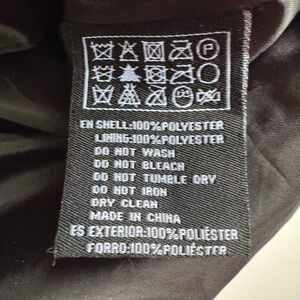 P
EN SHELL:100%POLYESTER
LINING:100%POLYESTER
DO NOT WASH
DO NOT BLEACH
DO NOT TUMBLE DRY
DO NOT IRON
DRY CLEAN
MADE IN CHINA
ES EXTERIOR:100%POLIÉSTER
FORRO:100%POLIÉSTER